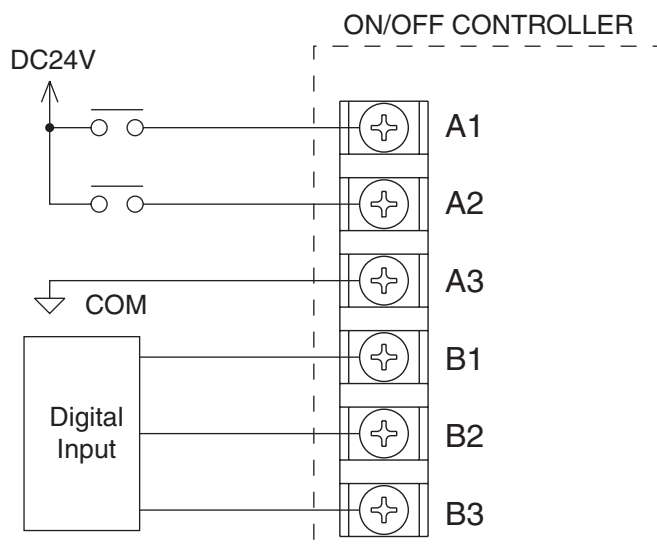 ON/OFF CONTROLLER
DC24V
A1
A2
A3
COM
B1
Digital
Input
B2
B3